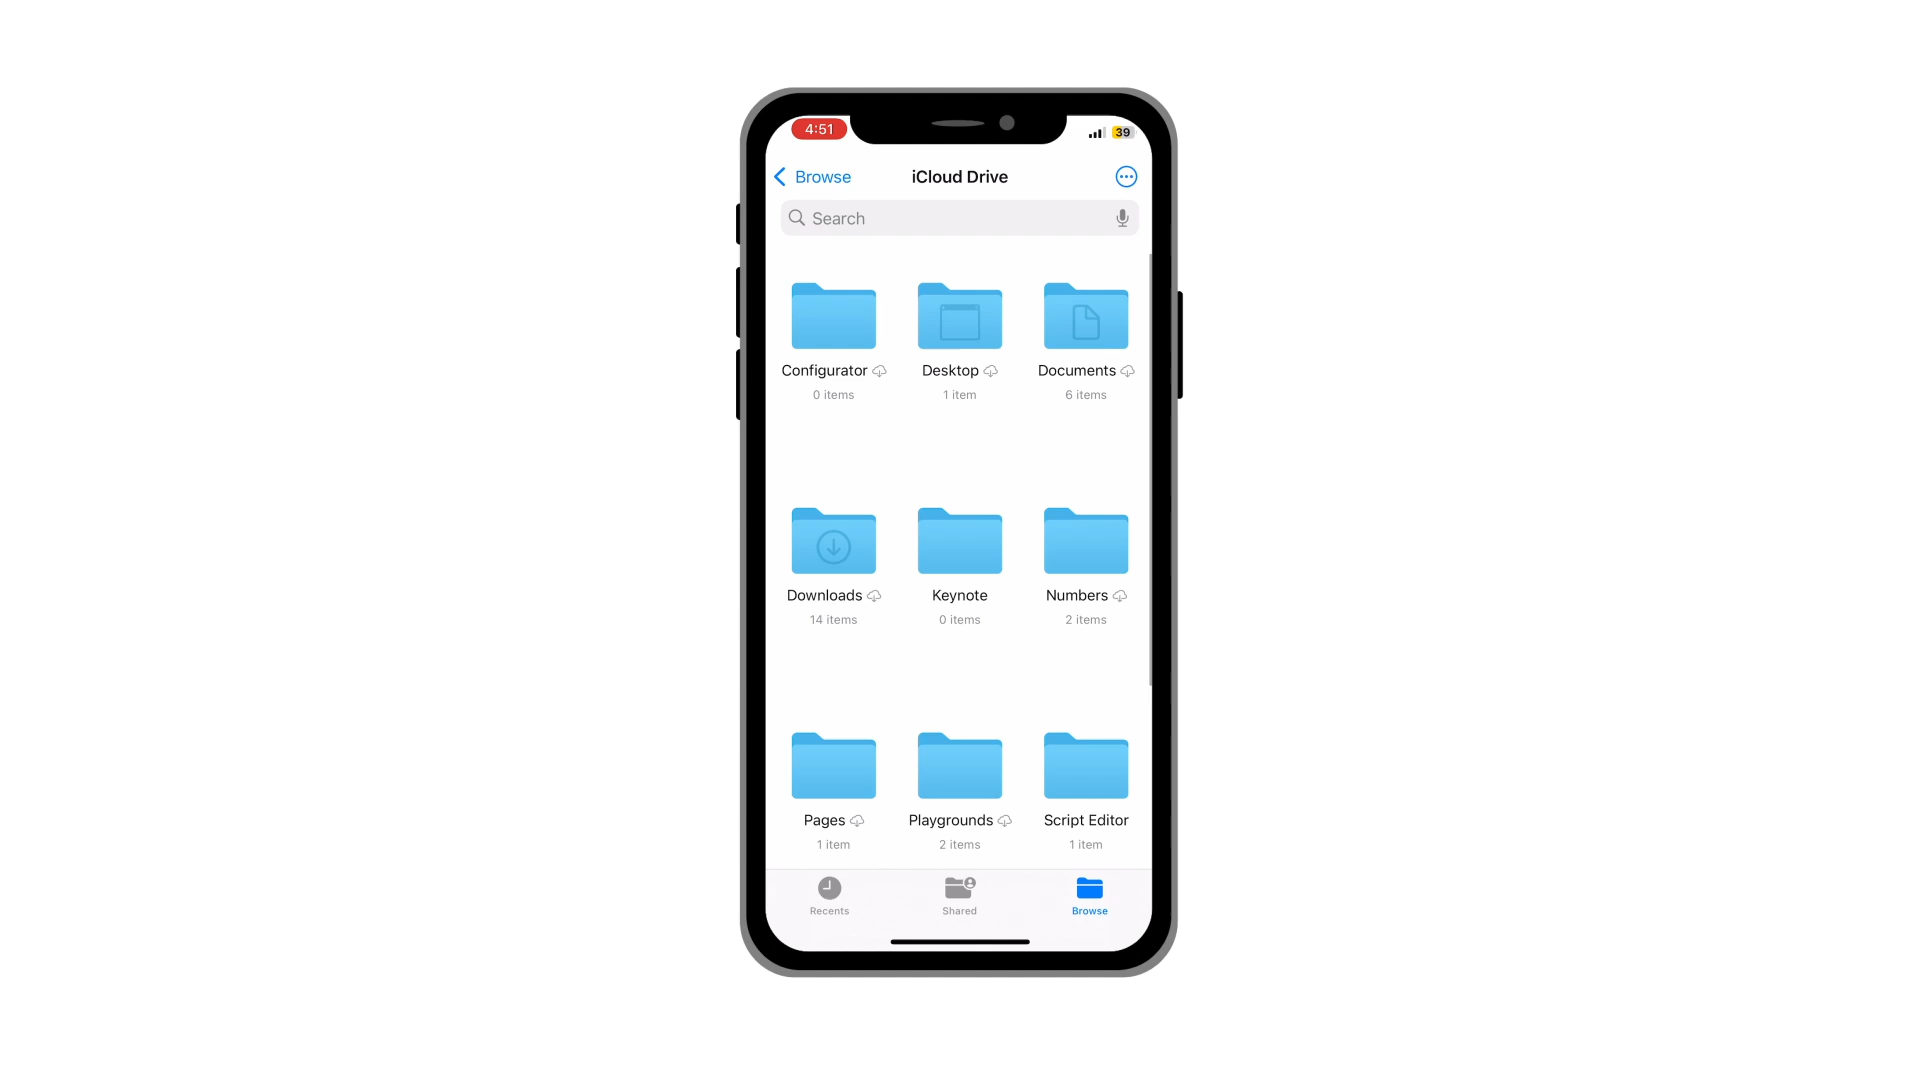 4:51
39
Browse
iCloud Drive
Search
Configurator Desktop Documents
0 items 1 item 6 items
Downloads Keynote Numbers
14 items 0 items 2 items
Pages Playgrounds Script Editor
1 item 2 items 1 item
Recents Shared Browse